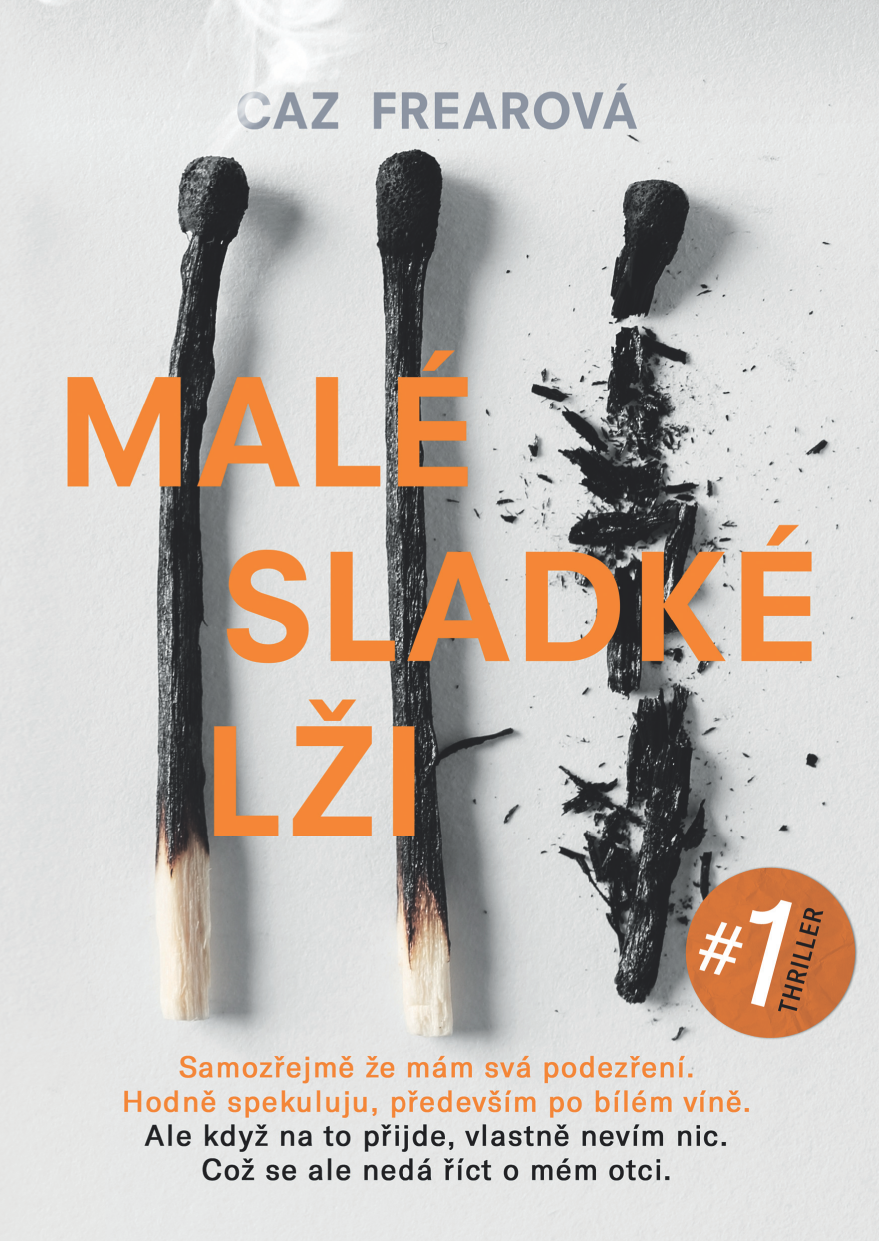 CAZ FREAROVÁ
MALÉ
SLADKÉ
LŽI
#1
THRILLER
Samozřejmě že mám svá podezření.
Hodně spekuluju, především po bílém víně.
Ale když na to přijde, vlastně nevím nic.
Což se ale nedá říct o mém otci.